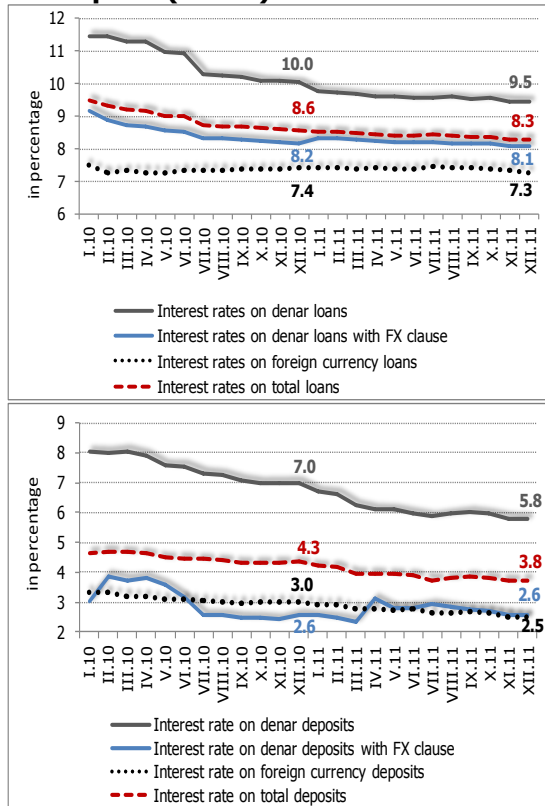 12
11
10
9
8
7
6
in percentage
10.0
9.5
8.6
8.3
8.2
8.1
7.4
7.3
I.10
II.10
III.10
IV.10
V.10
VI.10
VII.10
VIII.10
IX.10
X.10
XI.10
XII.10
I.11
II.11
III.11
IV.11
V.11
VI.11
VII.11
VIII.11
IX.11
X.11
XI.11
XII.11
Interest rates on denar loans
Interest rates on denar loans with FX clause
Interest rates on foreign currency loans
Interest rates on total loans
9
8
7
6
5
4
3
2
in percentage
7.0
5.8
4.3
3.8
3.0
2.6
2.6
2.5
I.10
II.10
III.10
IV.10
V.10
VI.10
VII.10
VIII.10
IX.10
X.10
XI.10
XII.10
I.11
II.11
III.11
IV.11
V.11
VI.11
VII.11
VIII.11
IX.11
X.11
XI.11
XII.11
Interest rate on denar deposits
Interest rate on denar deposits with FX clause
Interest rate on foreign currency deposits
Interest rate on total deposits